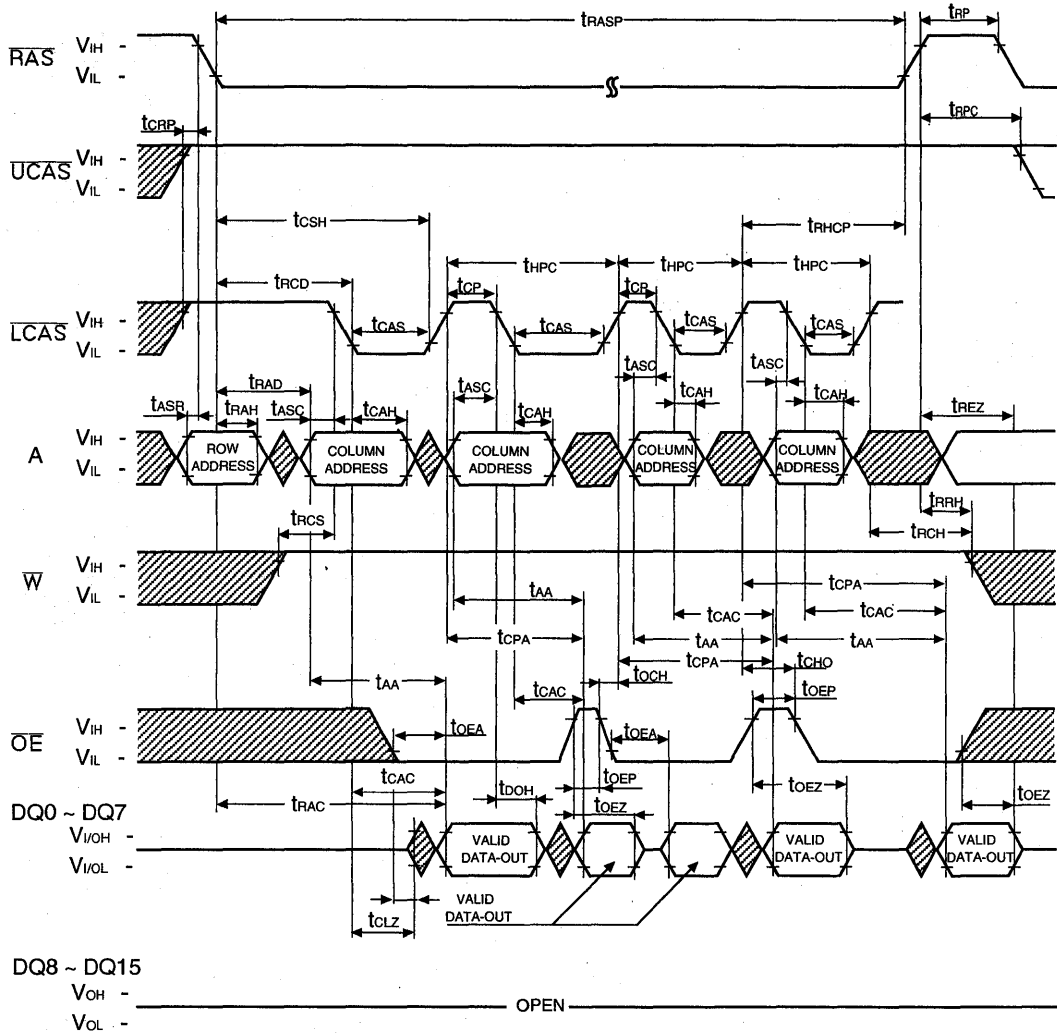 tRASP tRP
RAS VIH -
VIL -
tCRP tRPC
UCAS VIH -
VIL -
tCSH tRHCP
tRCD tHPC tHPC tHPC
tCP tCP
LCAS VIH -
VIL -
tCAS tCAS tCAS tCAS
tASR tRAD tASC tASC tASC tASC
tRAH tCAH tCAH tCAH tCAH tREZ
A VIH -
VIL -
ROW ADDRESS
COLUMN ADDRESS
COLUMN ADDRESS
COLUMN ADDRESS
COLUMN ADDRESS
tRCS tRRH
tRCH
W VIH -
VIL -
tCPA
tAA tCAC tCAC
tCPA tAA tAA
tCPA tCHO
tAA tCAC tOCH tOEP
OE VIH -
VIL -
tOEA tOEA
tCAC tDOH tOEP tOEZ
tRAC tOEZ tOEZ
DQ0 ~ DQ7
VI/OH -
VI/OL -
VALID DATA-OUT
VALID DATA-OUT
VALID DATA-OUT
VALID DATA-OUT
tCLZ
DQ8 ~ DQ15
VOH -
OPEN
VOL -